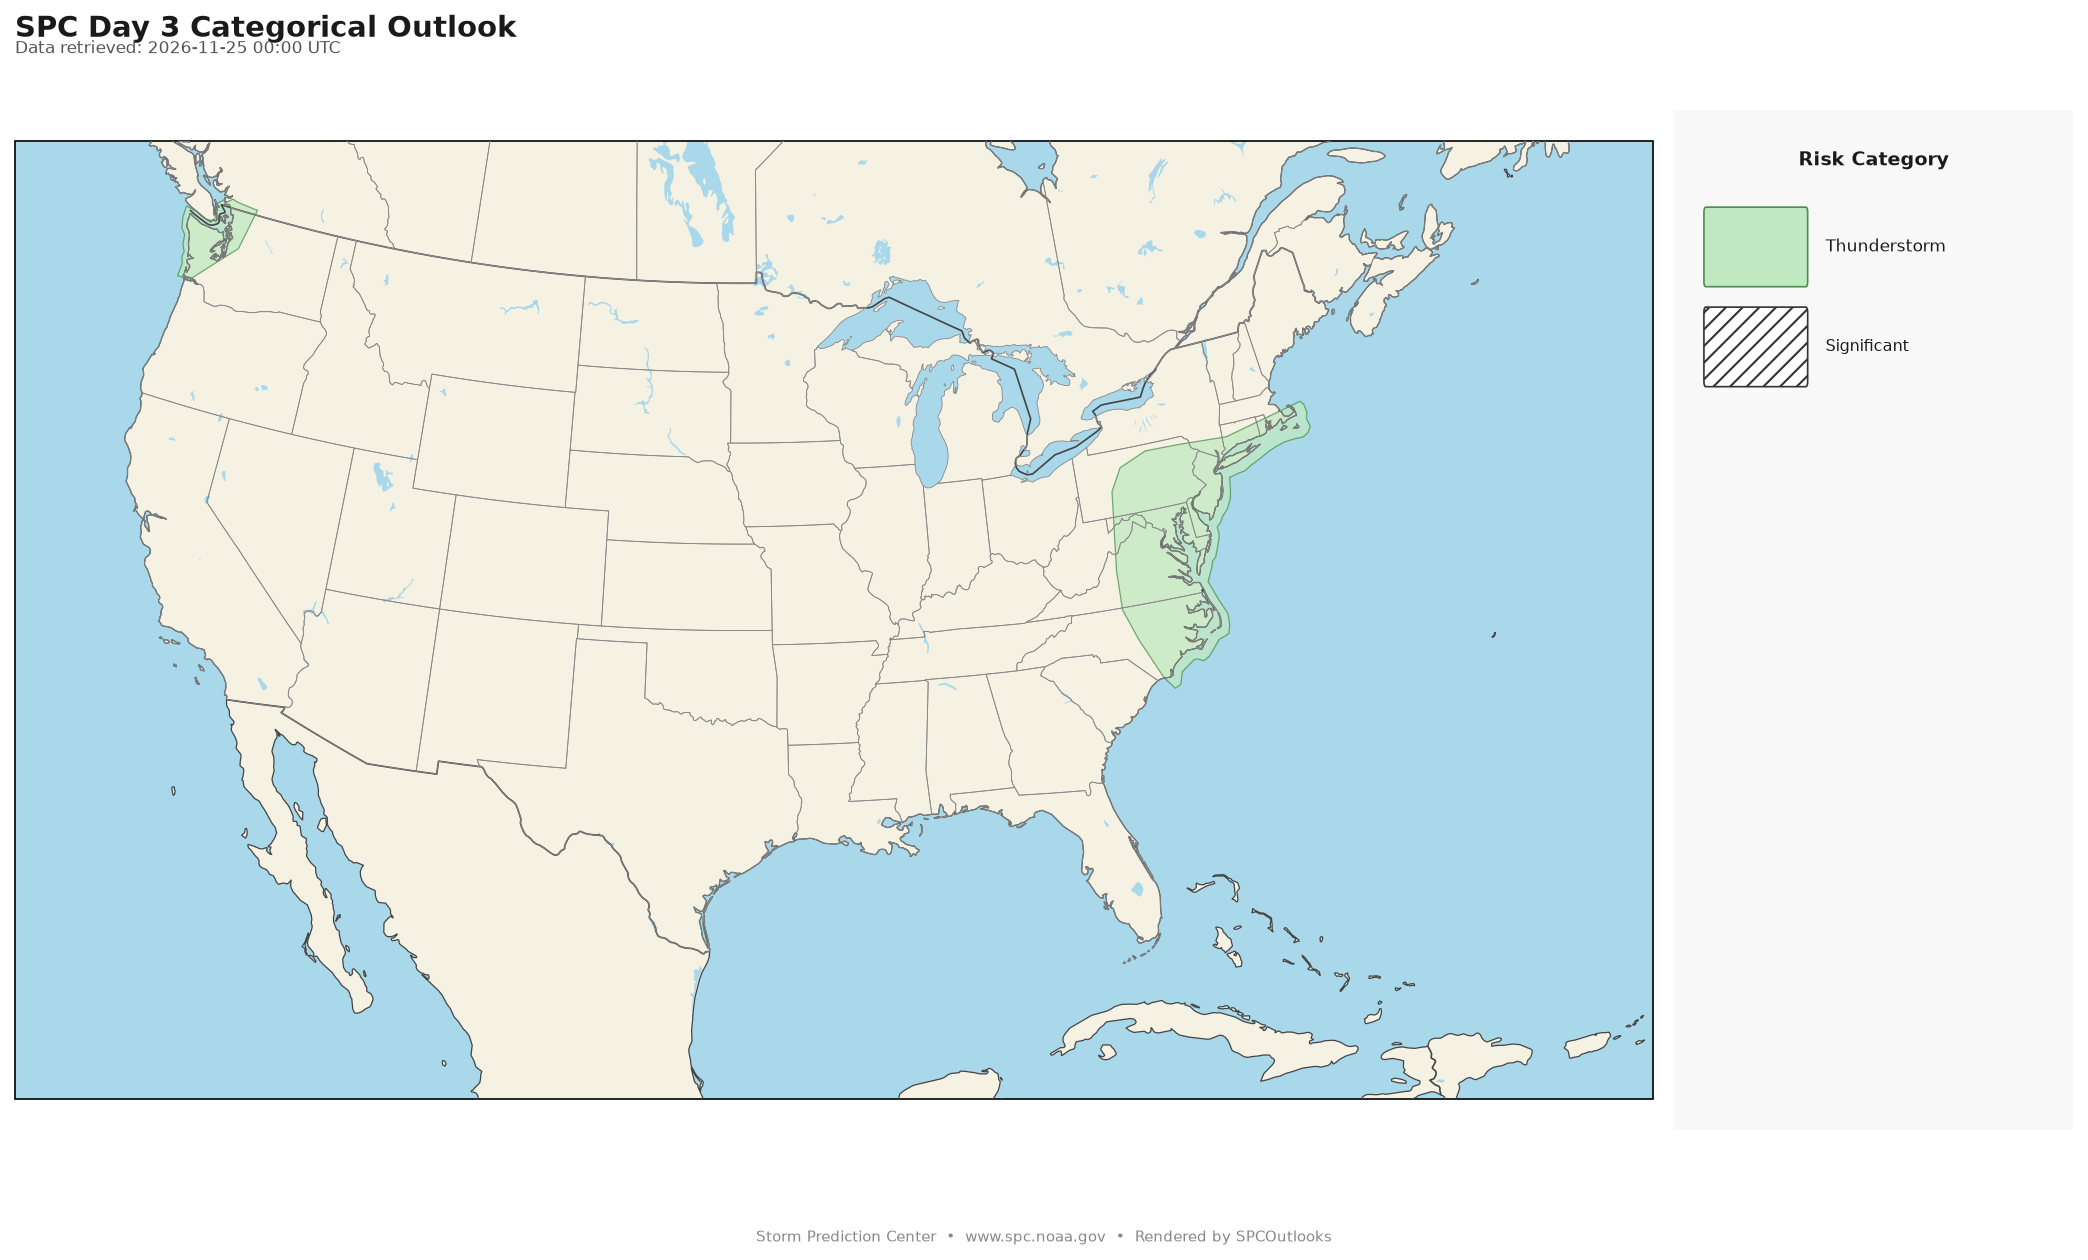 SPC Day 3 Categorical Outlook
Data retrieved: 2026-11-25 00:00 UTC
Risk Category
Thunderstorm
Significant
Storm Prediction Center • www.spc.noaa.gov • Rendered by SPCOutlooks